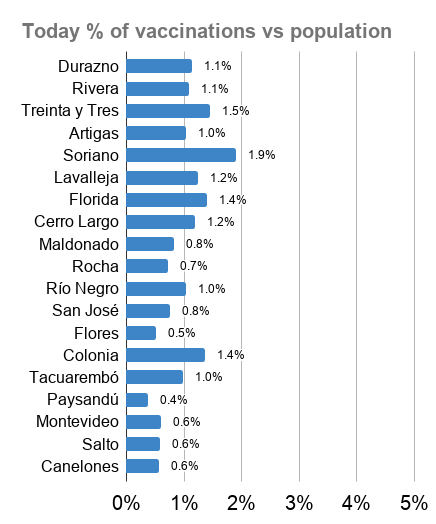 Today % of vaccinations vs population
Durazno 1.1%
Rivera 1.1%
Treinta y Tres 1.5%
Artigas 1.0%
Soriano 1.9%
Lavalleja 1.2%
Florida 1.4%
Cerro Largo 1.2%
Maldonado 0.8%
Rocha 0.7%
Río Negro 1.0%
San José 0.8%
Flores 0.5%
Colonia 1.4%
Tacuarembó 1.0%
Paysandú 0.4%
Montevideo 0.6%
Salto 0.6%
Canelones 0.6%
0% 1% 2% 3% 4% 5%